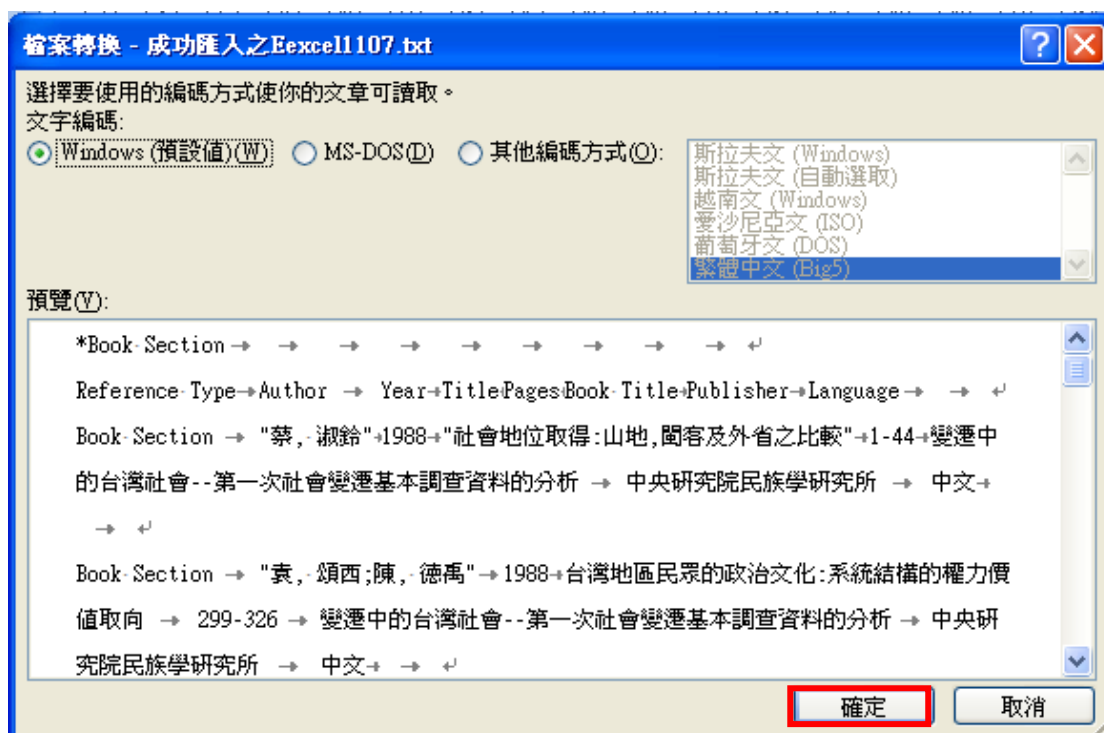 檔案轉換 - 成功匯入之Eexcel1107.txt
選擇要使用的編碼方式使你的文章可讀取。
文字編碼:
Windows (預設值)(W) MS-DOS(D) 其他編碼方式(O):
斯拉夫文 (Windows)
斯拉夫文 (自動選取)
越南文 (Windows)
愛沙尼亞文 (ISO)
葡萄牙文 (DOS)
繁體中文 (Big5)
預覽(V):
*Book·Section→ → → → → → → → → ↵
Reference·Type→Author → Year→Title→Pages→Book·Title→Publisher→Language→ → ↵
Book·Section → "蔡,·淑鈴"→1988→"社會地位取得:山地,閩客及外省之比較"→1-44→變遷中
的台灣社會--第一次社會變遷基本調查資料的分析 → 中央研究院民族學研究所 → 中文→
→ ↵
Book·Section → "袁,·頌西;陳,·德禹"→1988→台灣地區民眾的政治文化:系統結構的權力價
值取向 → 299-326 → 變遷中的台灣社會--第一次社會變遷基本調查資料的分析 → 中央研
究院民族學研究所 → 中文→ → ↵
確定 取消